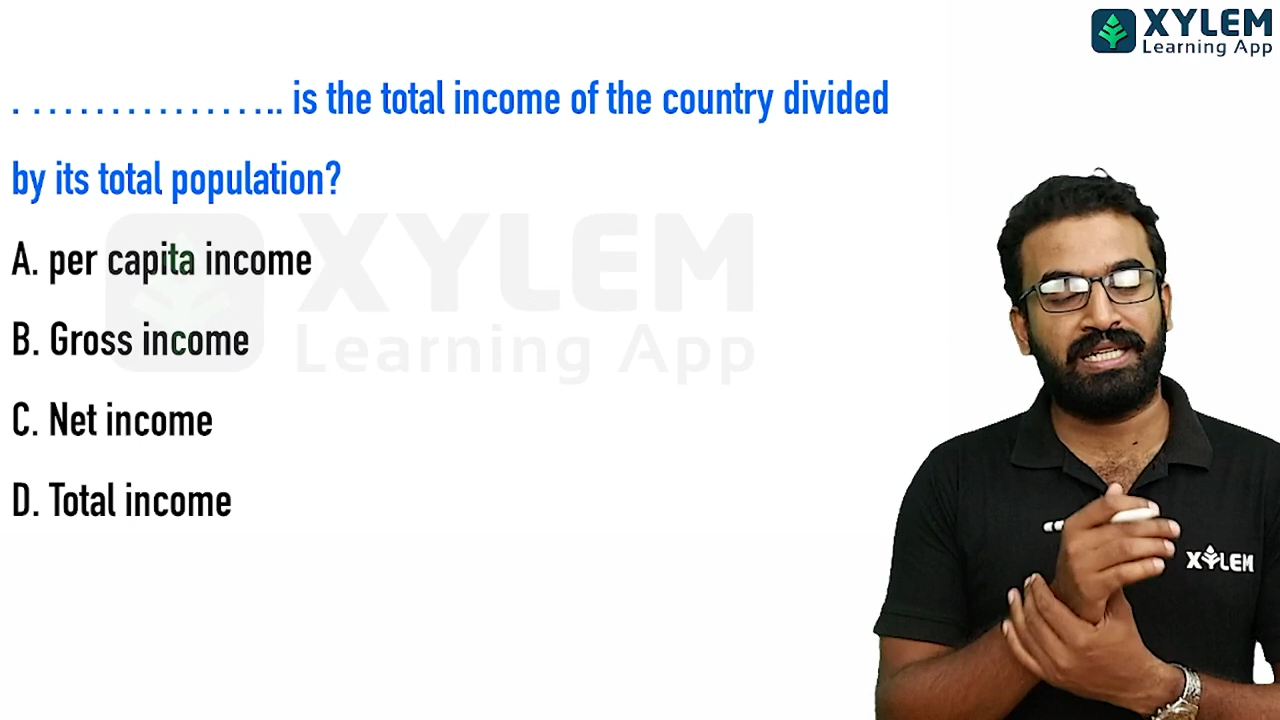 XYLEM
Learning App
. . . . . . . . . . . . . . . . . .. is the total income of the country divided
by its total population?
XYLEM
Learning App
A. per capita income
B. Gross income
C. Net income
D. Total income
XYLEM